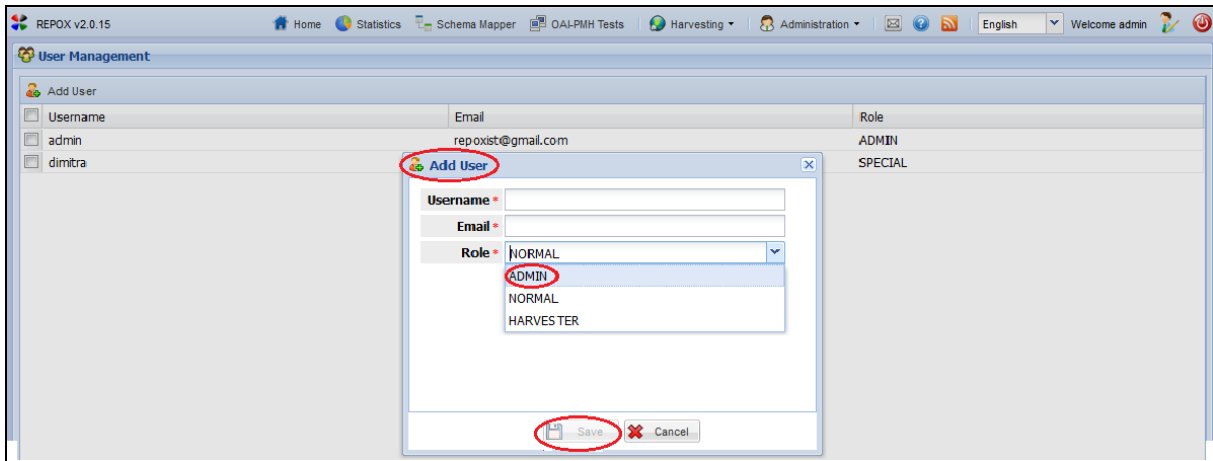 REPOX v2.0.15 Home Statistics Schema Mapper OAI-PMH Tests Harvesting Administration English Welcome admin
User Management
Add User
Username Email Role
admin repoxist@gmail.com ADMIN
dimitra SPECIAL
Add User
Username *
Email *
Role * NORMAL
ADMIN
NORMAL
HARVESTER
Save Cancel